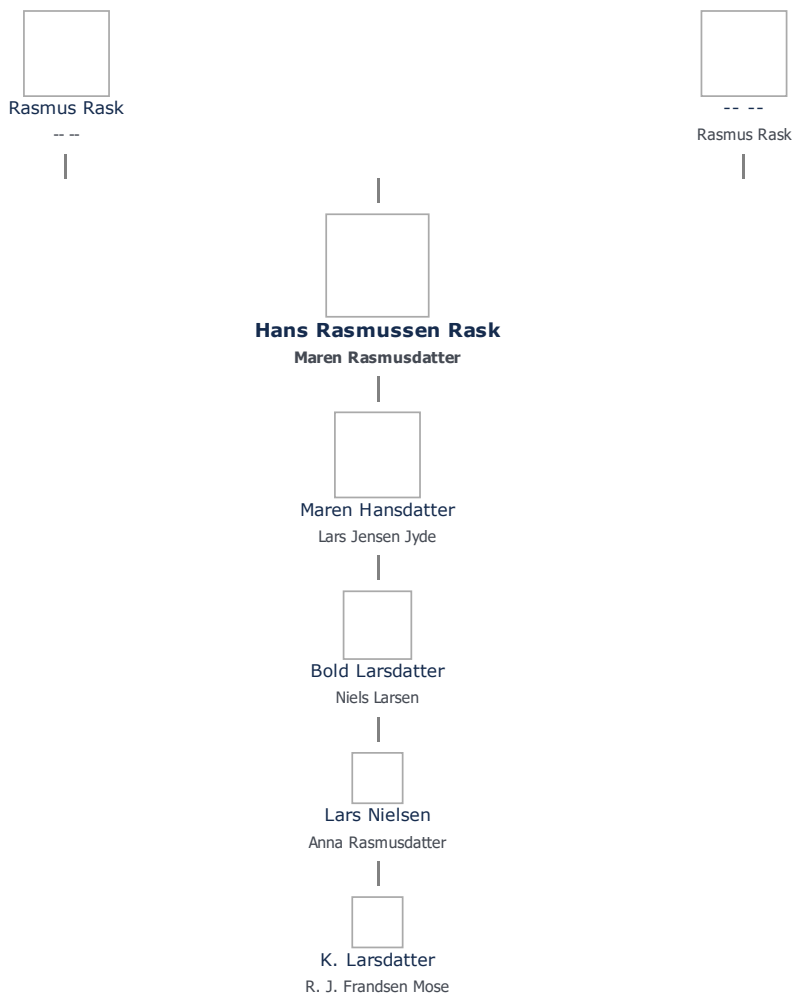 Rasmus Rask
-- --
-- --
Rasmus Rask
Hans Rasmussen Rask
Maren Rasmusdatter
Maren Hansdatter
Lars Jensen Jyde
Bold Larsdatter
Niels Larsen
Lars Nielsen
Anna Rasmusdatter
K. Larsdatter
R. J. Frandsen Mose